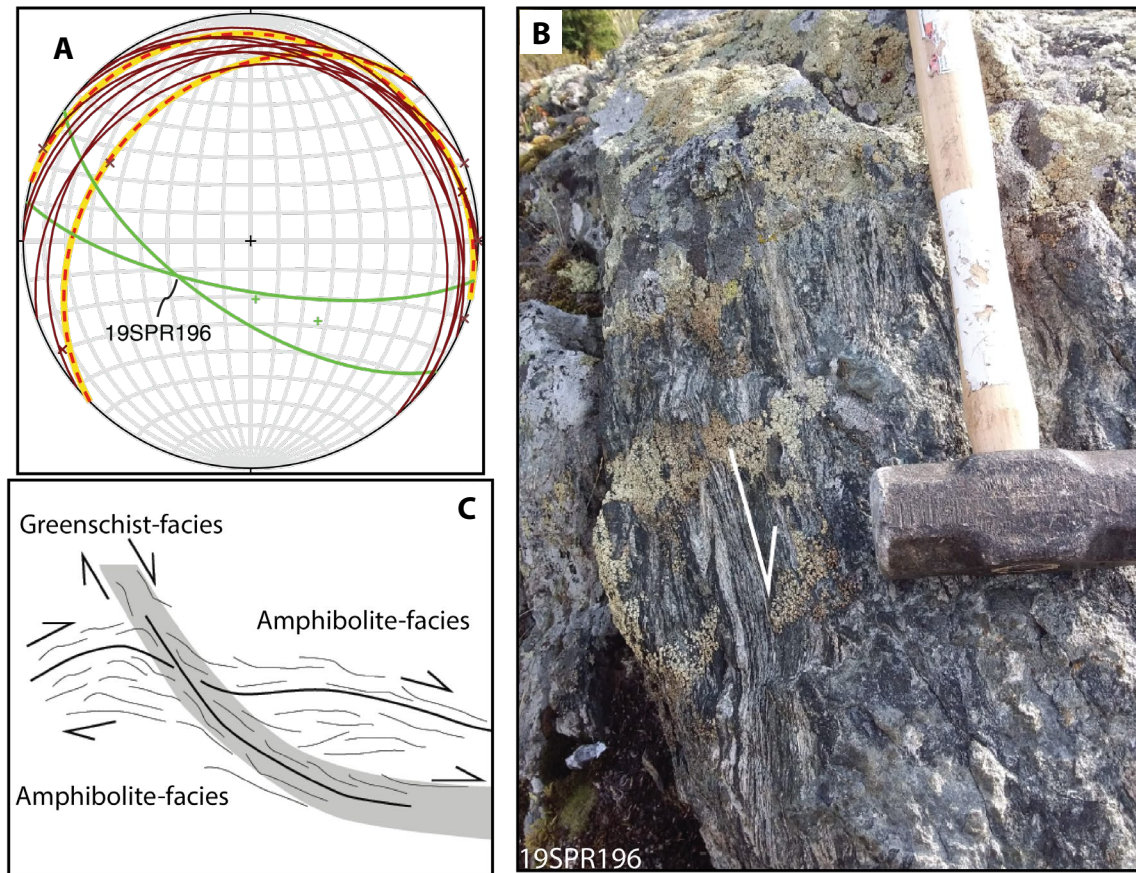 A
19SPR196
B
19SPR196
C
Greenschist-facies
Amphibolite-facies
Amphibolite-facies